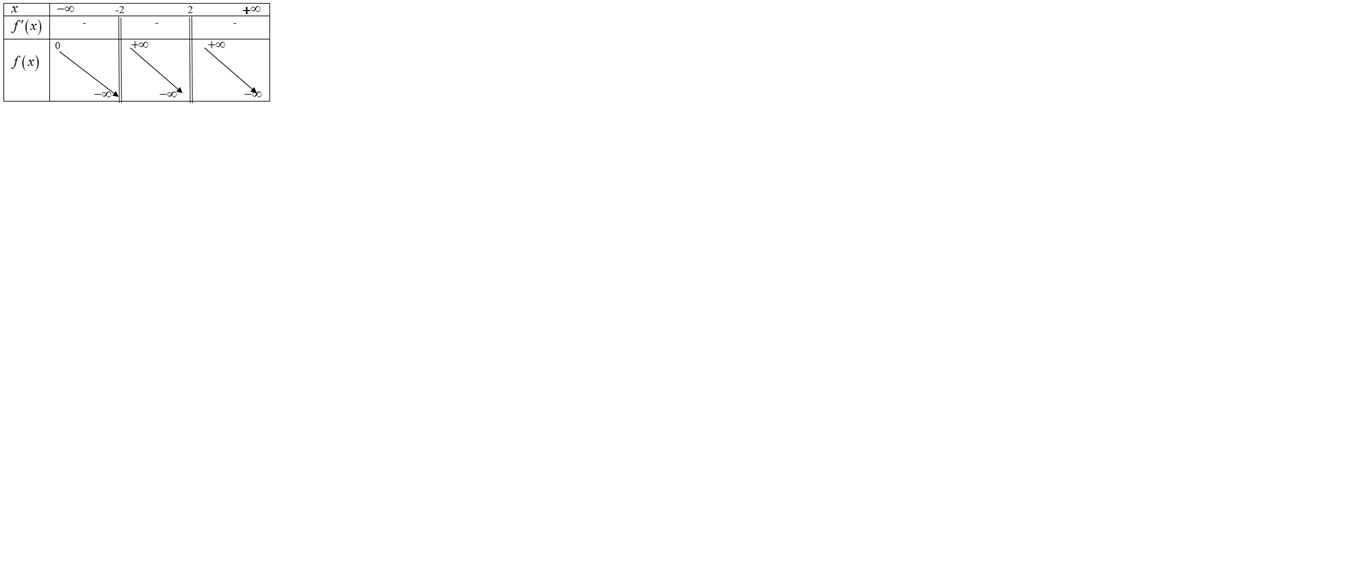 x −∞ -2 2 +∞
f′(x) - - -
0 +∞ +∞
f(x)
−∞ −∞ −∞